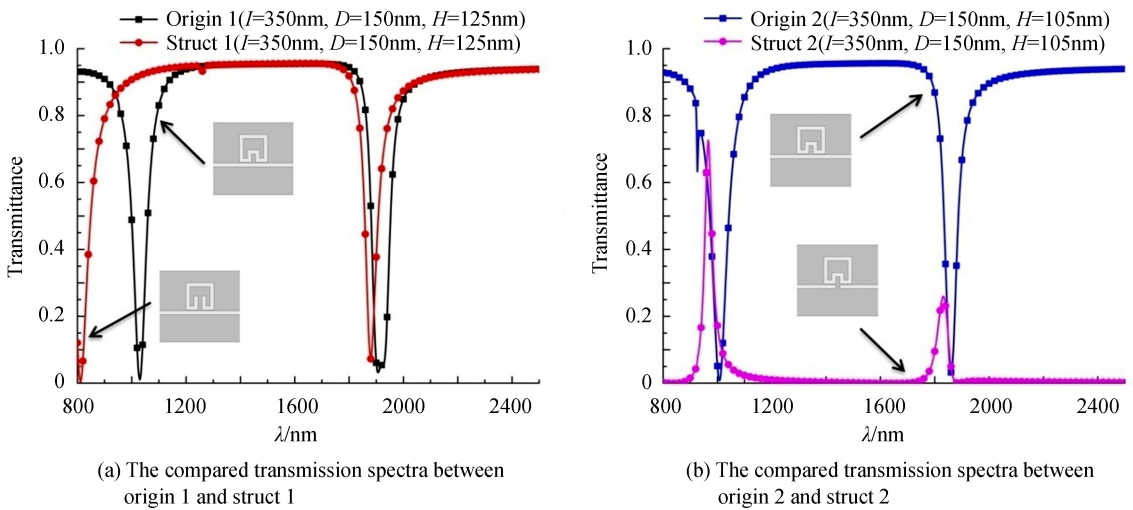 Origin 1(I=350nm, D=150nm, H=125nm)
Struct 1(I=350nm, D=150nm, H=125nm)
1.0
0.8
0.6
0.4
0.2
0
Transmittance
800
1200
1600
2000
2400
λ/nm
(a) The compared transmission spectra between
origin 1 and struct 1
Origin 2(I=350nm, D=150nm, H=105nm)
Struct 2(I=350nm, D=150nm, H=105nm)
1.0
0.8
0.6
0.4
0.2
0
Transmittance
800
1200
1600
2000
2400
λ/nm
(b) The compared transmission spectra between
origin 2 and struct 2